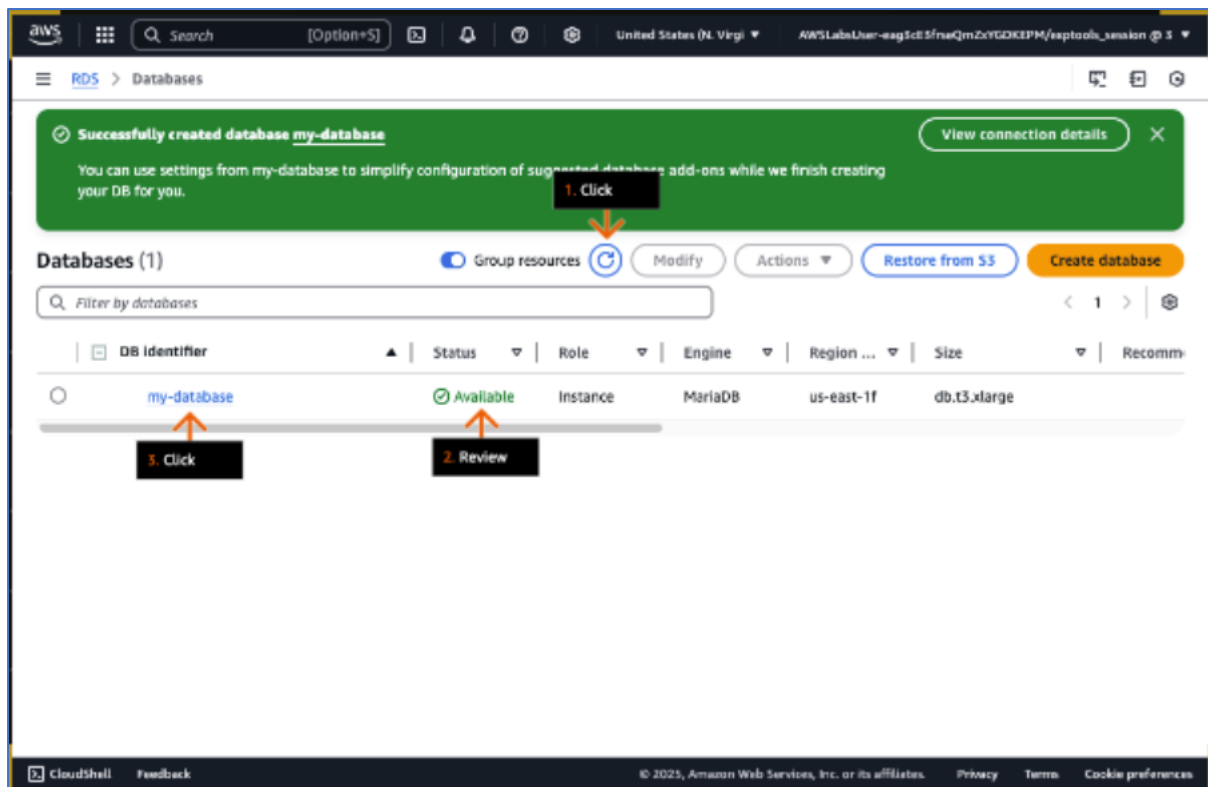 aws
Search [Option+S] United States (N. Virgi
RDS > Databases
Successfully created database my-database
View connection details
You can use settings from my-database to simplify configuration of suggested database add-ons while we finish creating
your DB for you.
1. Click
Databases (1)
Group resources
Modify
Actions
Restore from S3
Create database
Filter by databases
< 1 >
DB identifier Status Role Engine Region ... Size Recomm
my-database Available Instance MariaDB us-east-1f db.t3.xlarge
3. Click
2. Review
CloudShell Feedback © 2025, Amazon Web Services, Inc. or its affiliates. Privacy Terms Cookie preferences